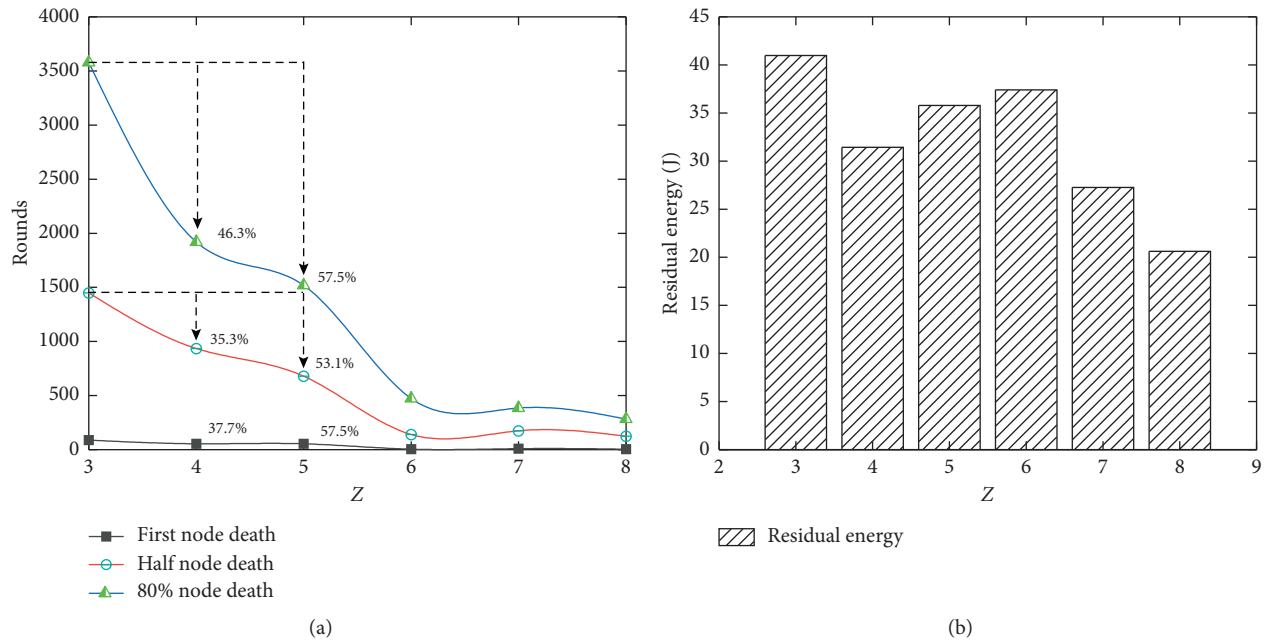 4000
3500
3000
2500
2000
1500
1000
500
0
Rounds
46.3%
57.5%
35.3%
53.1%
37.7%
57.5%
3 4 5 6 7 8
Z
First node death
Half node death
80% node death
(a)
45
40
35
30
25
20
15
10
5
0
Residual energy (J)
2 3 4 5 6 7 8 9
Z
Residual energy
(b)